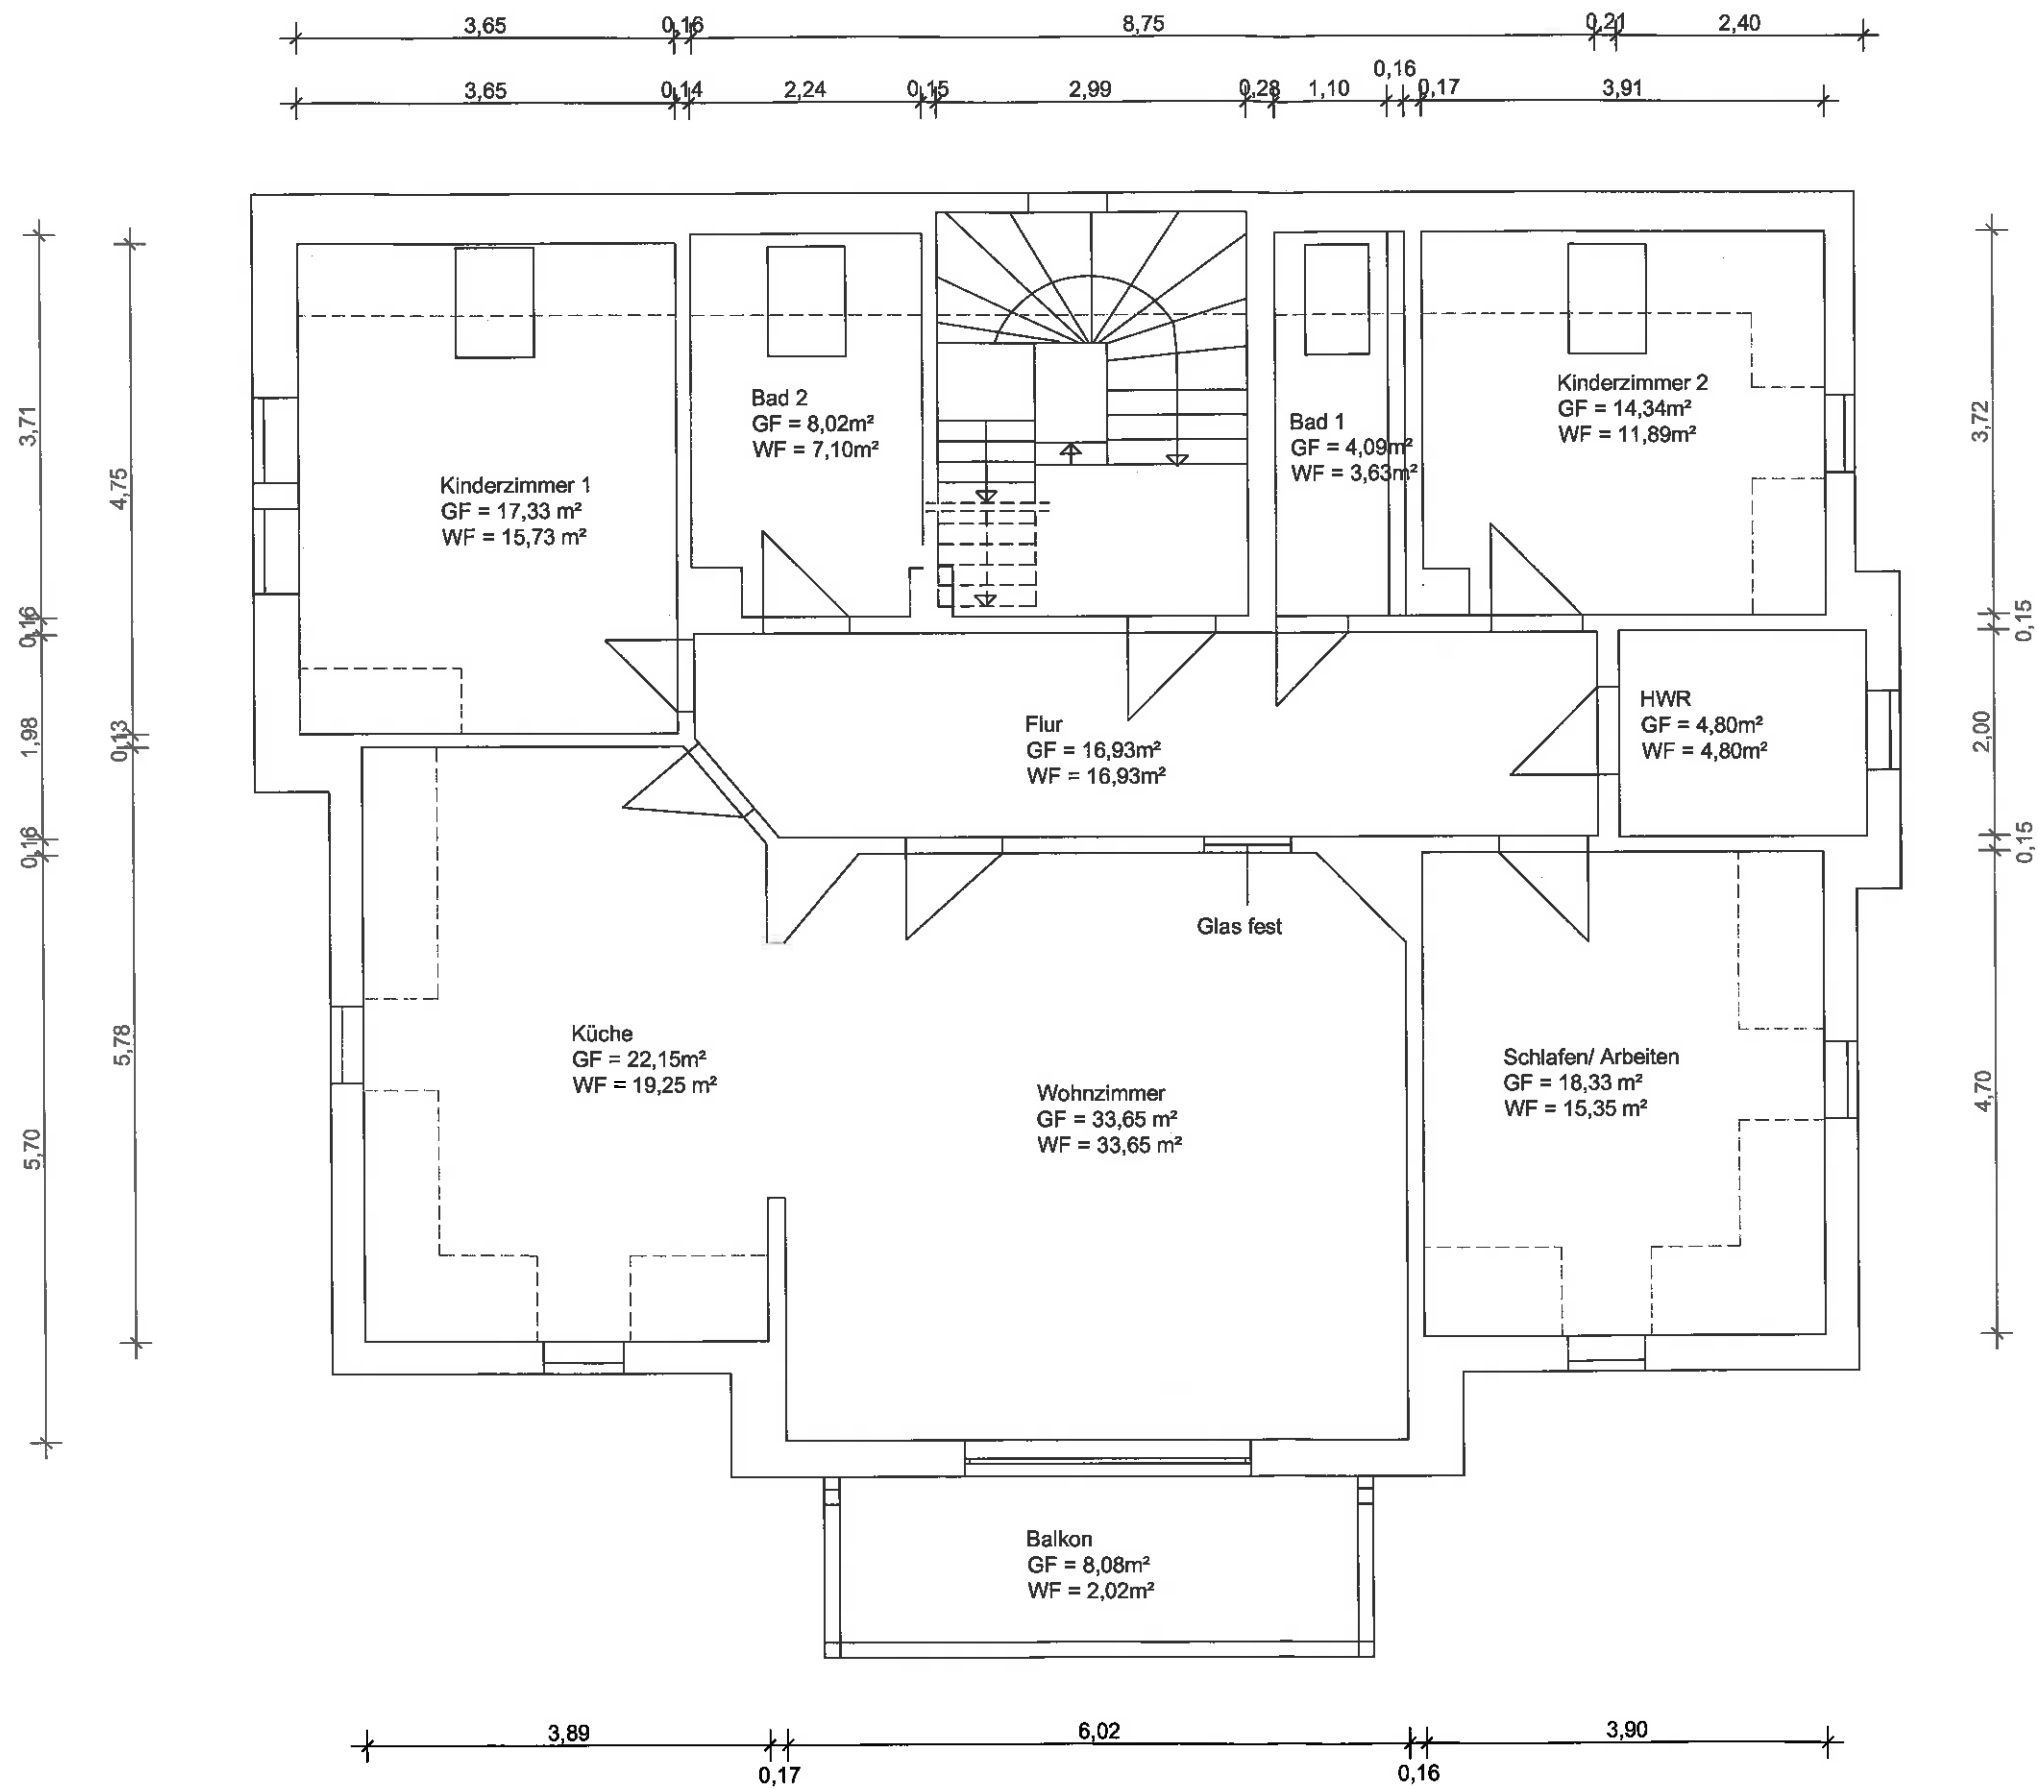 3,65
0,16
8,75
0,21
2,40
3,65
0,14
2,24
0,15
2,99
0,28
1,10
0,16
0,17
3,91
3,71
0,16
1,98
0,16
5,70
4,75
0,13
5,78
Kinderzimmer 1
GF = 17,33 m²
WF = 15,73 m²
Bad 2
GF = 8,02m²
WF = 7,10m²
Bad 1
GF = 4,09m²
WF = 3,63m²
Kinderzimmer 2
GF = 14,34m²
WF = 11,89m²
Flur
GF = 16,93m²
WF = 16,93m²
HWR
GF = 4,80m²
WF = 4,80m²
Glas fest
Küche
GF = 22,15m²
WF = 19,25 m²
Wohnzimmer
GF = 33,65 m²
WF = 33,65 m²
Schlafen/ Arbeiten
GF = 18,33 m²
WF = 15,35 m²
Balkon
GF = 8,08m²
WF = 2,02m²
3,72
0,15
2,00
0,15
4,70
3,89
0,17
6,02
0,16
3,90